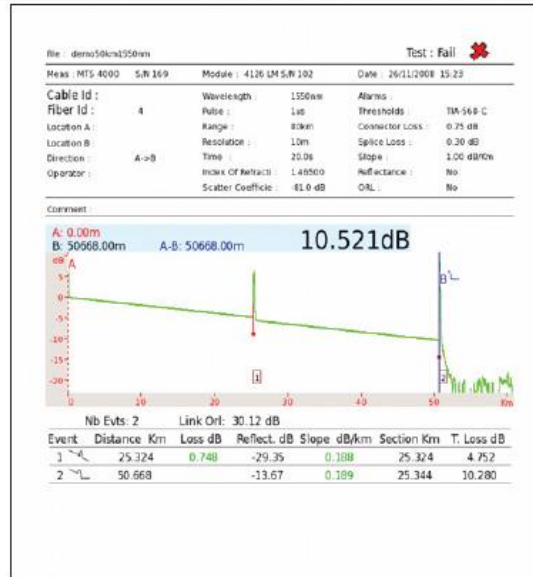 file : demo50km1550nm Test : Fail
Meas : MTS 4000 S/N 169 Module : 4126 LM S/N 102 Date : 26/11/2008 15:23
Cable Id : Wavelength : 1550nm Alarms :
Fiber Id : 4 Pulse : 1us Thresholds : TIA-568-C
Location A : Range : 80km Connector Loss : 0.75 dB
Location B : Resolution : 10m Splice Loss : 0.30 dB
Direction : A->B Time : 20.0s Slope : 1.00 dB/Km
Operator : Index Of Refracti : 1.46500 Reflectance : No
Scatter Coefficie : -81.0 dB ORL : No
Comment :
A: 0.00m
B: 50668.00m A-B: 50668.00m 10.521dB
dB A B
5
0
-5
-10
-15
-20
1 2
0 10 20 30 40 50 Km
Nb Evts: 2 Link Orl: 30.12 dB
Event Distance Km Loss dB Reflect. dB Slope dB/km Section Km T. Loss dB
1 25.324 0.748 -29.35 0.188 25.324 4.752
2 50.668 -13.67 0.189 25.344 10.280